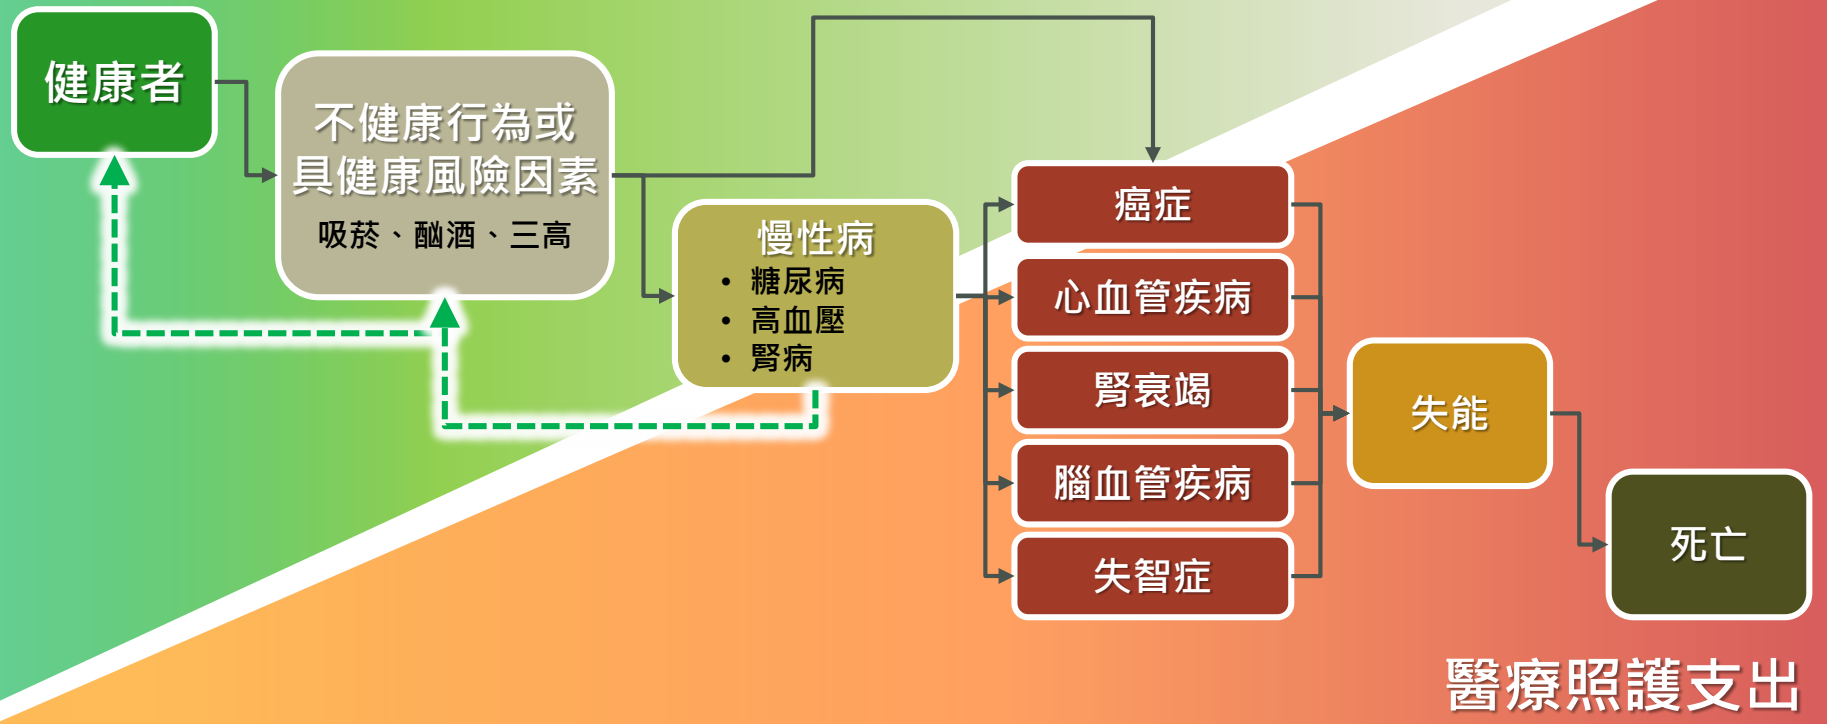 健康者
不健康行為或
具健康風險因素
吸菸、酗酒、三高
慢性病
• 糖尿病
• 高血壓
• 腎病
癌症
心血管疾病
腎衰竭
腦血管疾病
失智症
失能
死亡
醫療照護支出